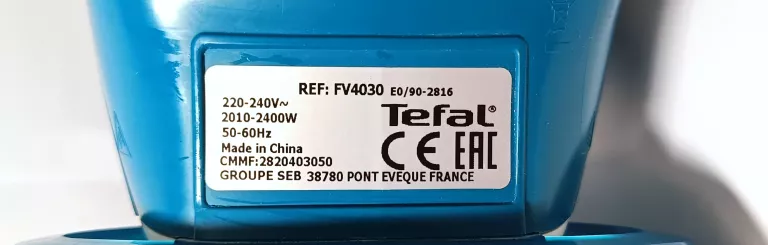 REF: FV4030 E0/90-2816
220-240V~
2010-2400W
50-60Hz
Made in China
CMMF:2820403050
Tefal®
CE EAC
GROUPE SEB 38780 PONT EVEQUE FRANCE